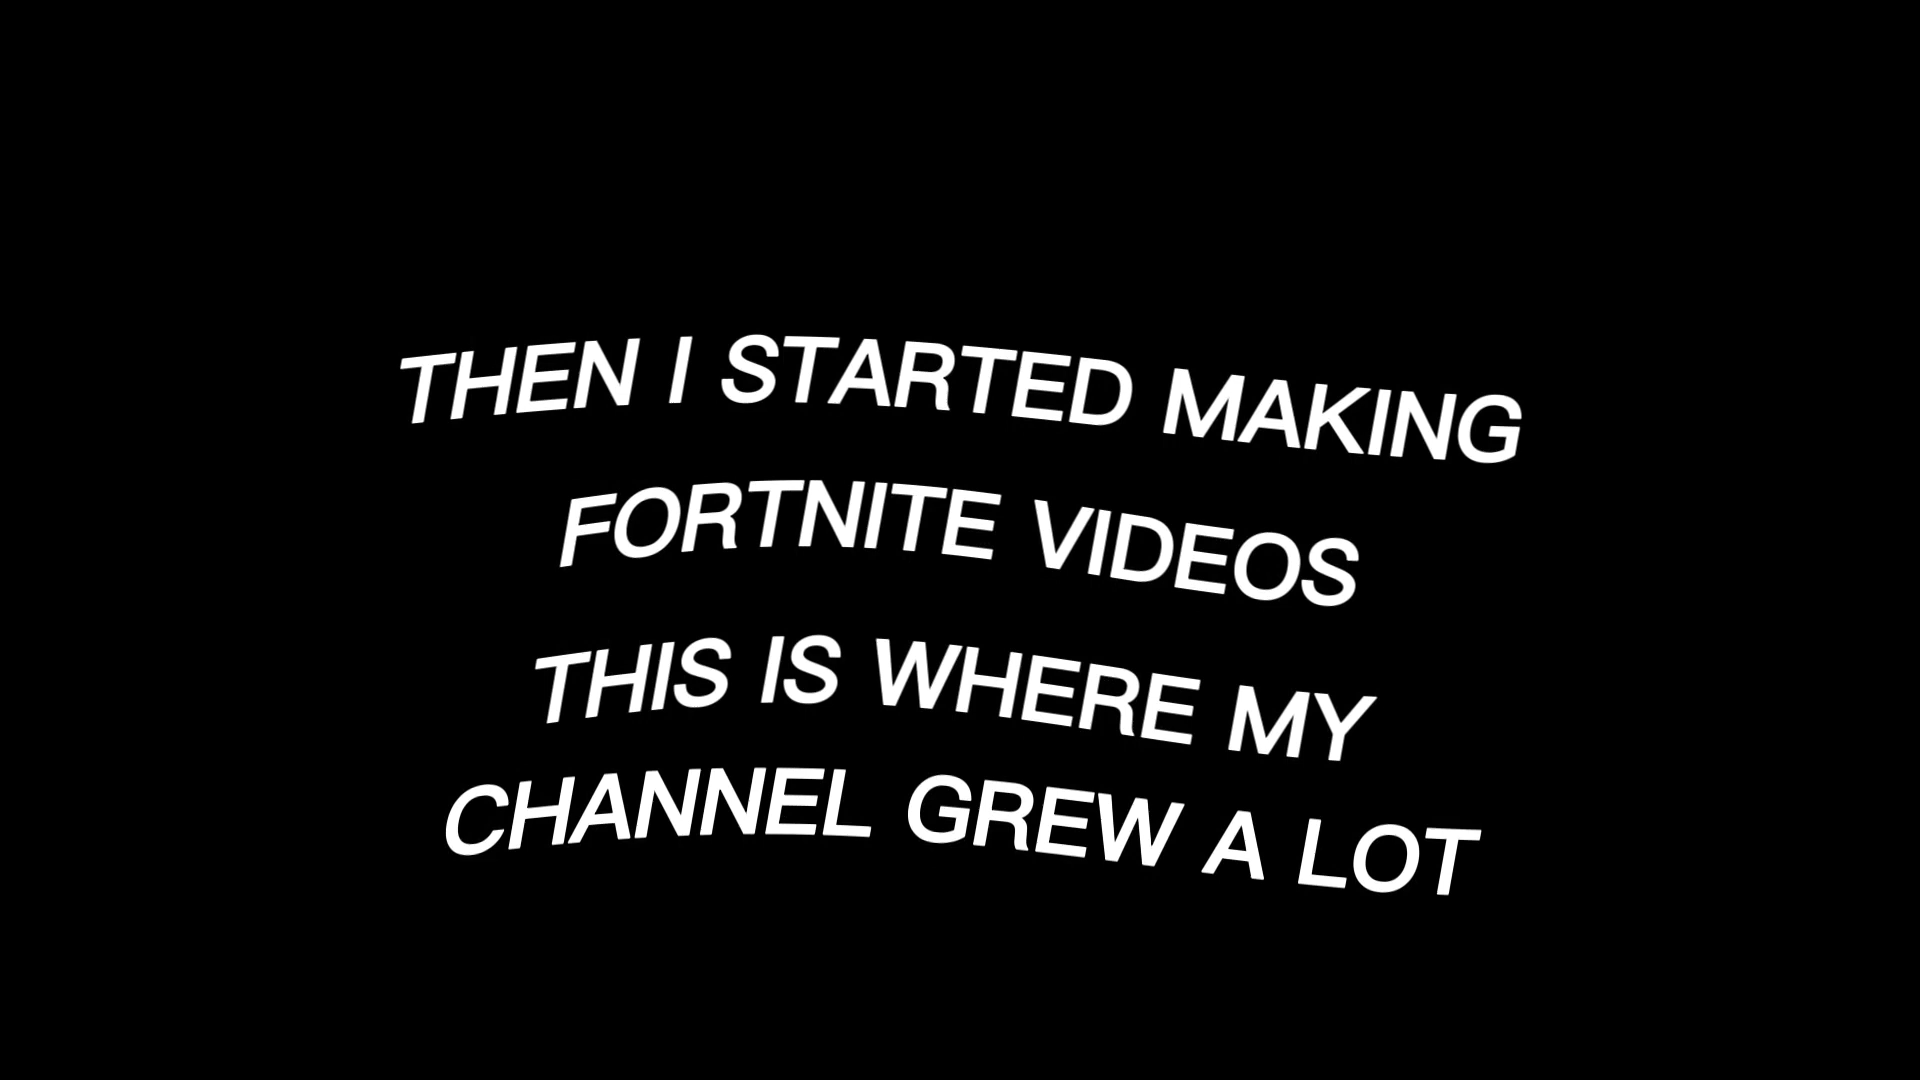 THEN I STARTED MAKING
FORTNITE VIDEOS
THIS IS WHERE MY
CHANNEL GREW A LOT